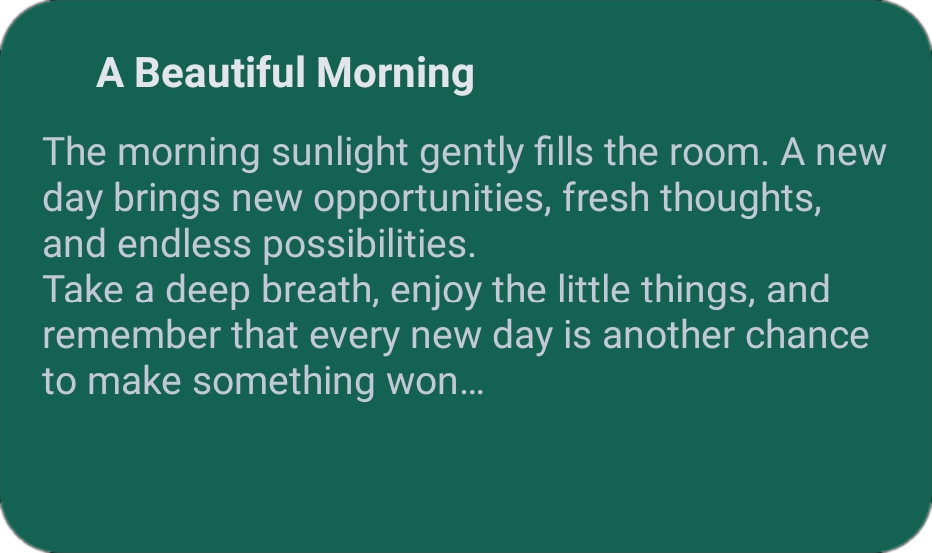 A Beautiful Morning
The morning sunlight gently fills the room. A new
day brings new opportunities, fresh thoughts,
and endless possibilities.
Take a deep breath, enjoy the little things, and
remember that every new day is another chance
to make something won…